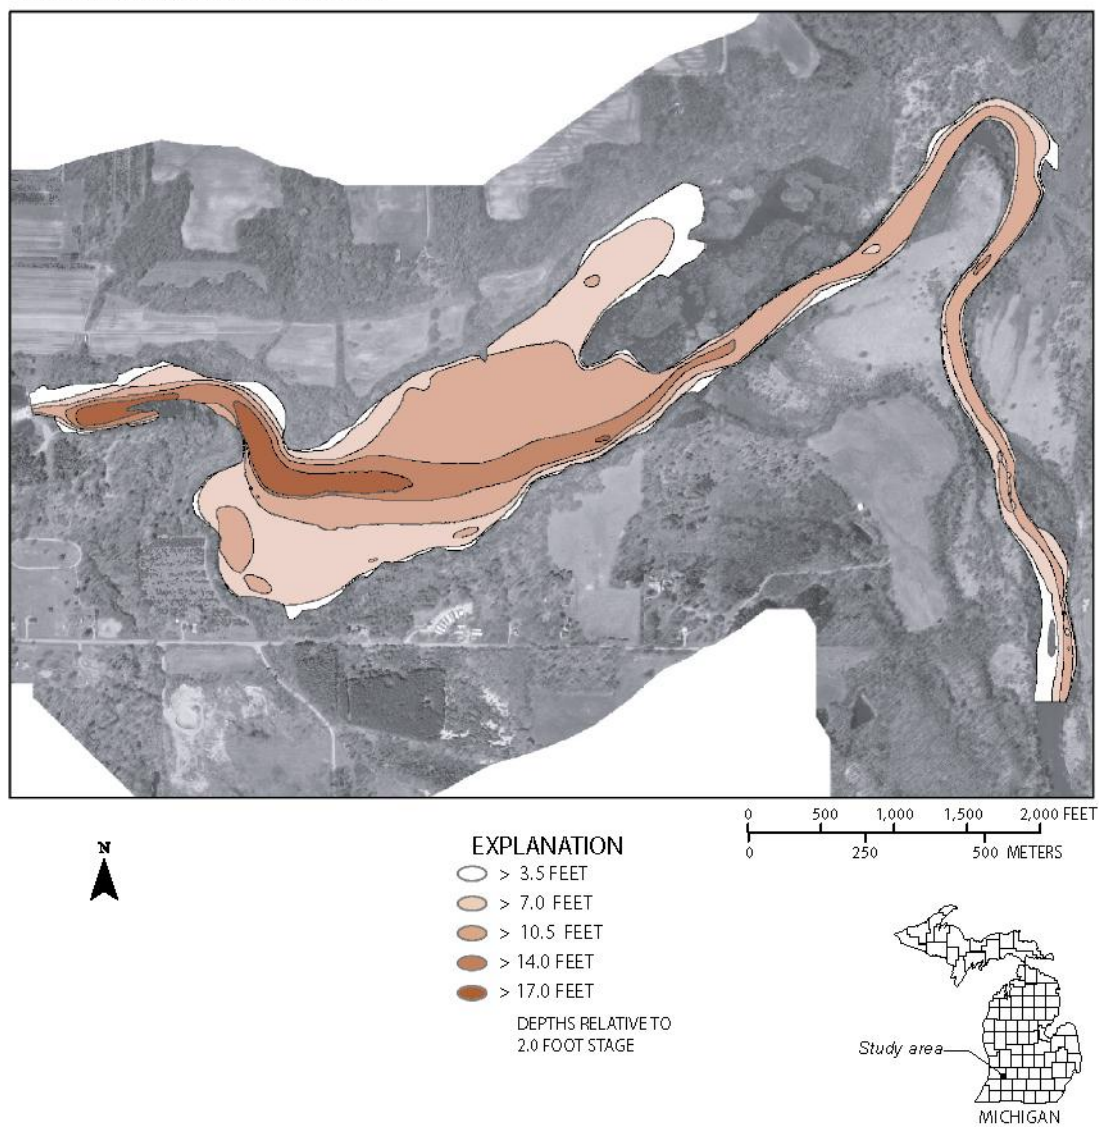 0 500 1,000 1,500 2,000 FEET
0 250 500 METERS
N
EXPLANATION
> 3.5 FEET
> 7.0 FEET
> 10.5 FEET
> 14.0 FEET
> 17.0 FEET
DEPTHS RELATIVE TO
2.0 FOOT STAGE
Study area
MICHIGAN